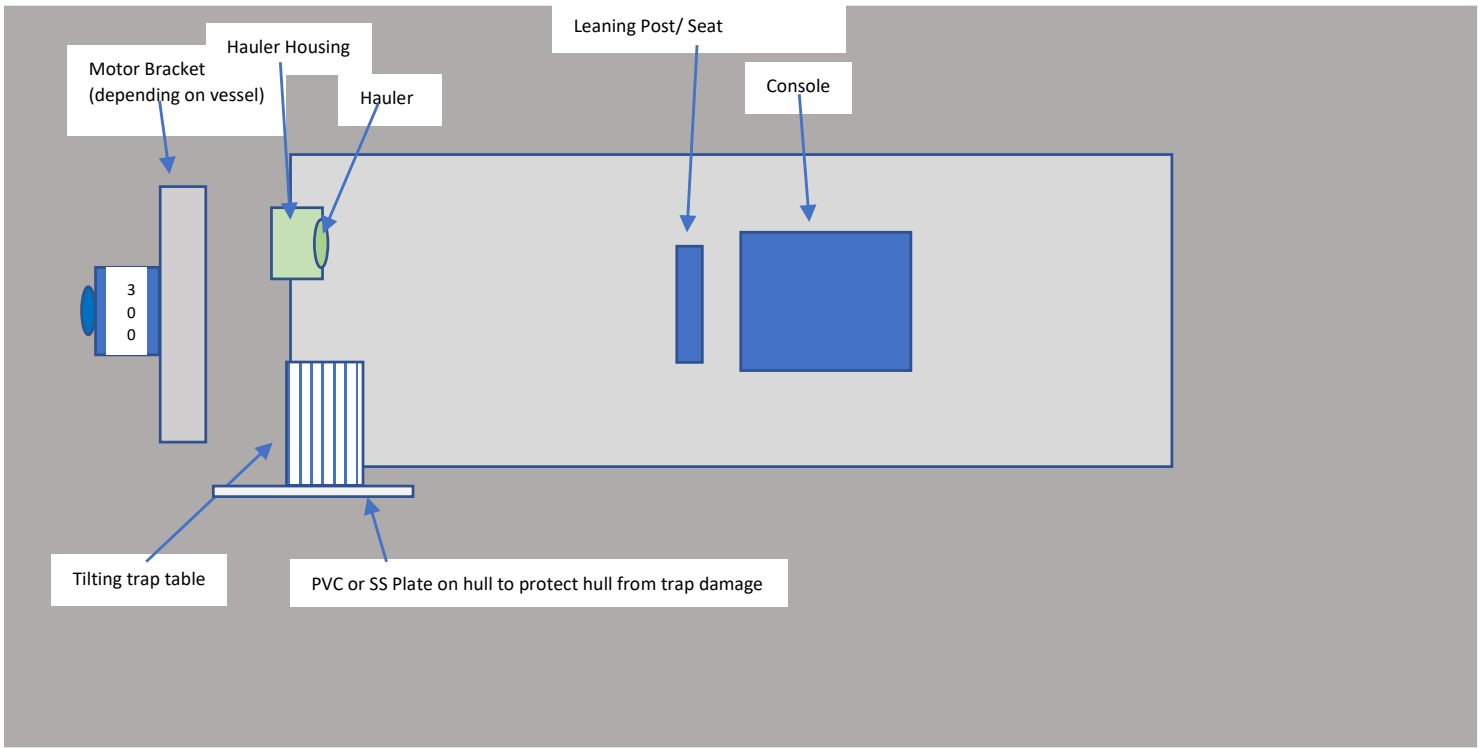 Leaning Post/ Seat
Hauler Housing
Motor Bracket
(depending on vessel)
Hauler
Console
3
0
0
Tilting trap table
PVC or SS Plate on hull to protect hull from trap damage